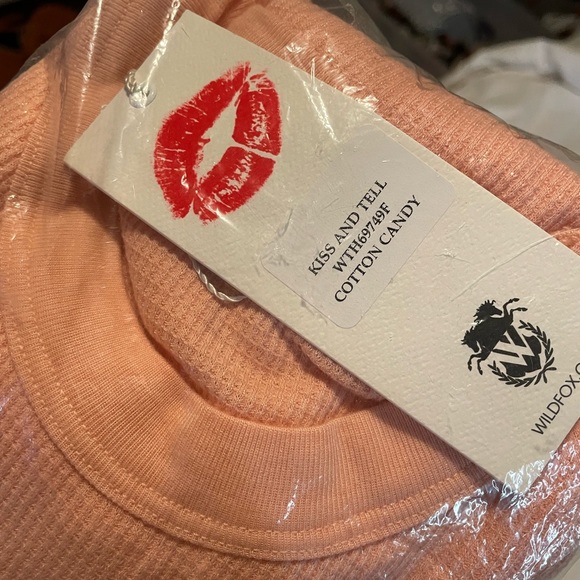 KISS AND TELL
WTH69749F
COTTON CANDY
W
WILDFOX.C